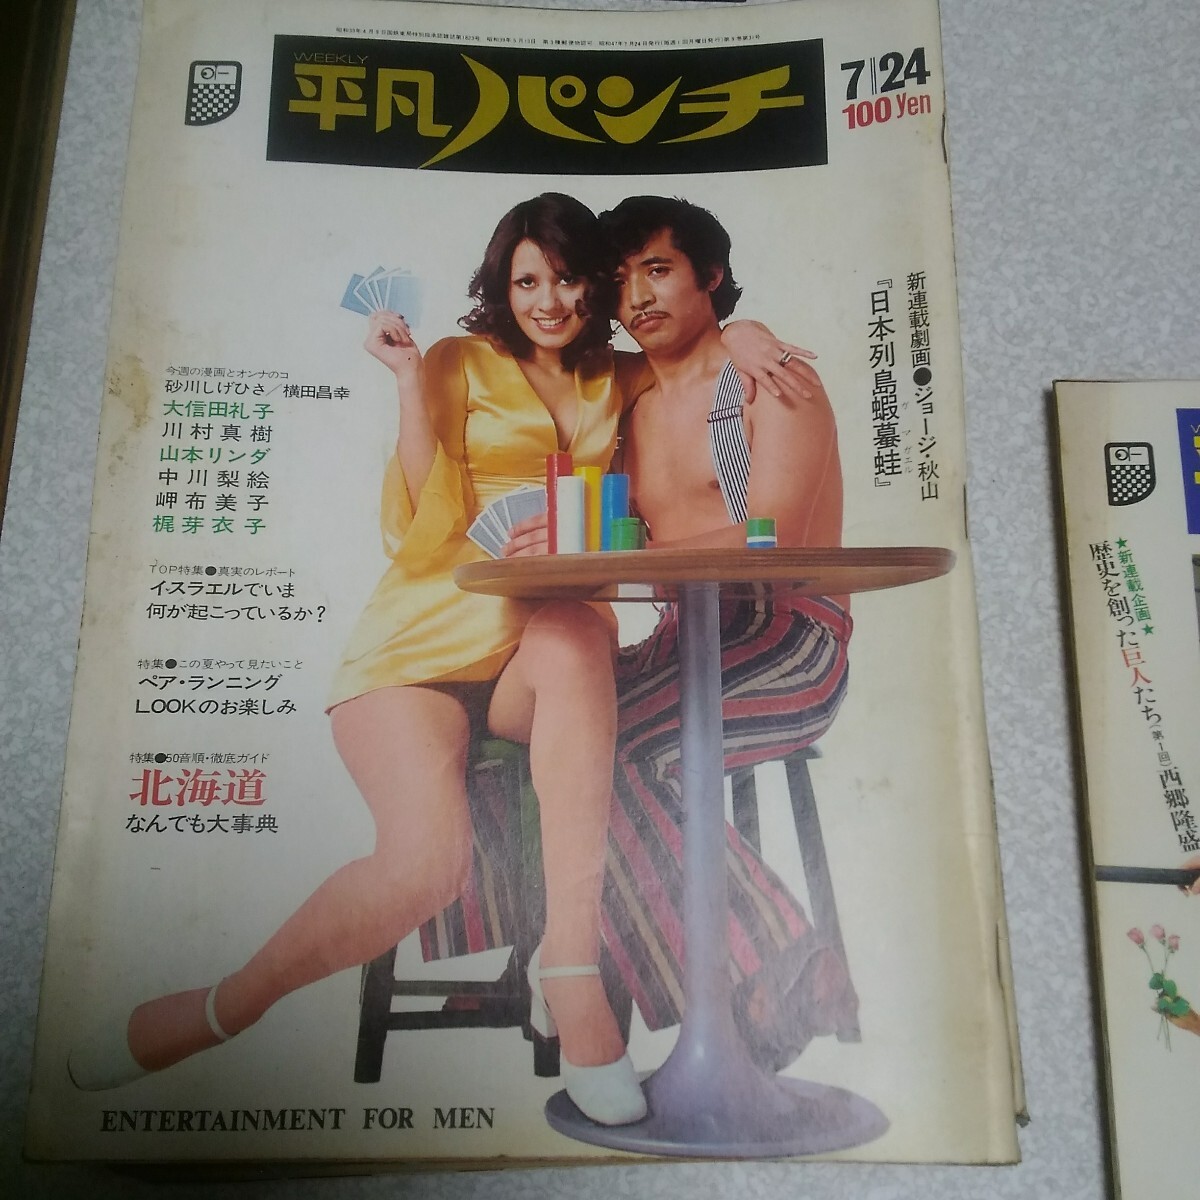 WEEKLY
平凡パンチ
7||24
100 yen
新連載劇画●ジョージ・秋山
『日本列島蝦蟇蛙』
今週の漫画とオンナのコ
砂川しげひさ/横田昌幸
大信田礼子
川村真樹
山本リンダ
中川梨絵
岬布美子
梶芽衣子
TOP特集●真実のレポート
イスラエルでいま
何が起こっているか?
特集●この夏やって見たいこと
ペア・ランニング
LOOKのお楽しみ
特集●50音順・徹底ガイド
北海道
なんでも大事典
ENTERTAINMENT FOR MEN
★新連載企画★
歴史を創った巨人たち(第1回)西郷隆盛